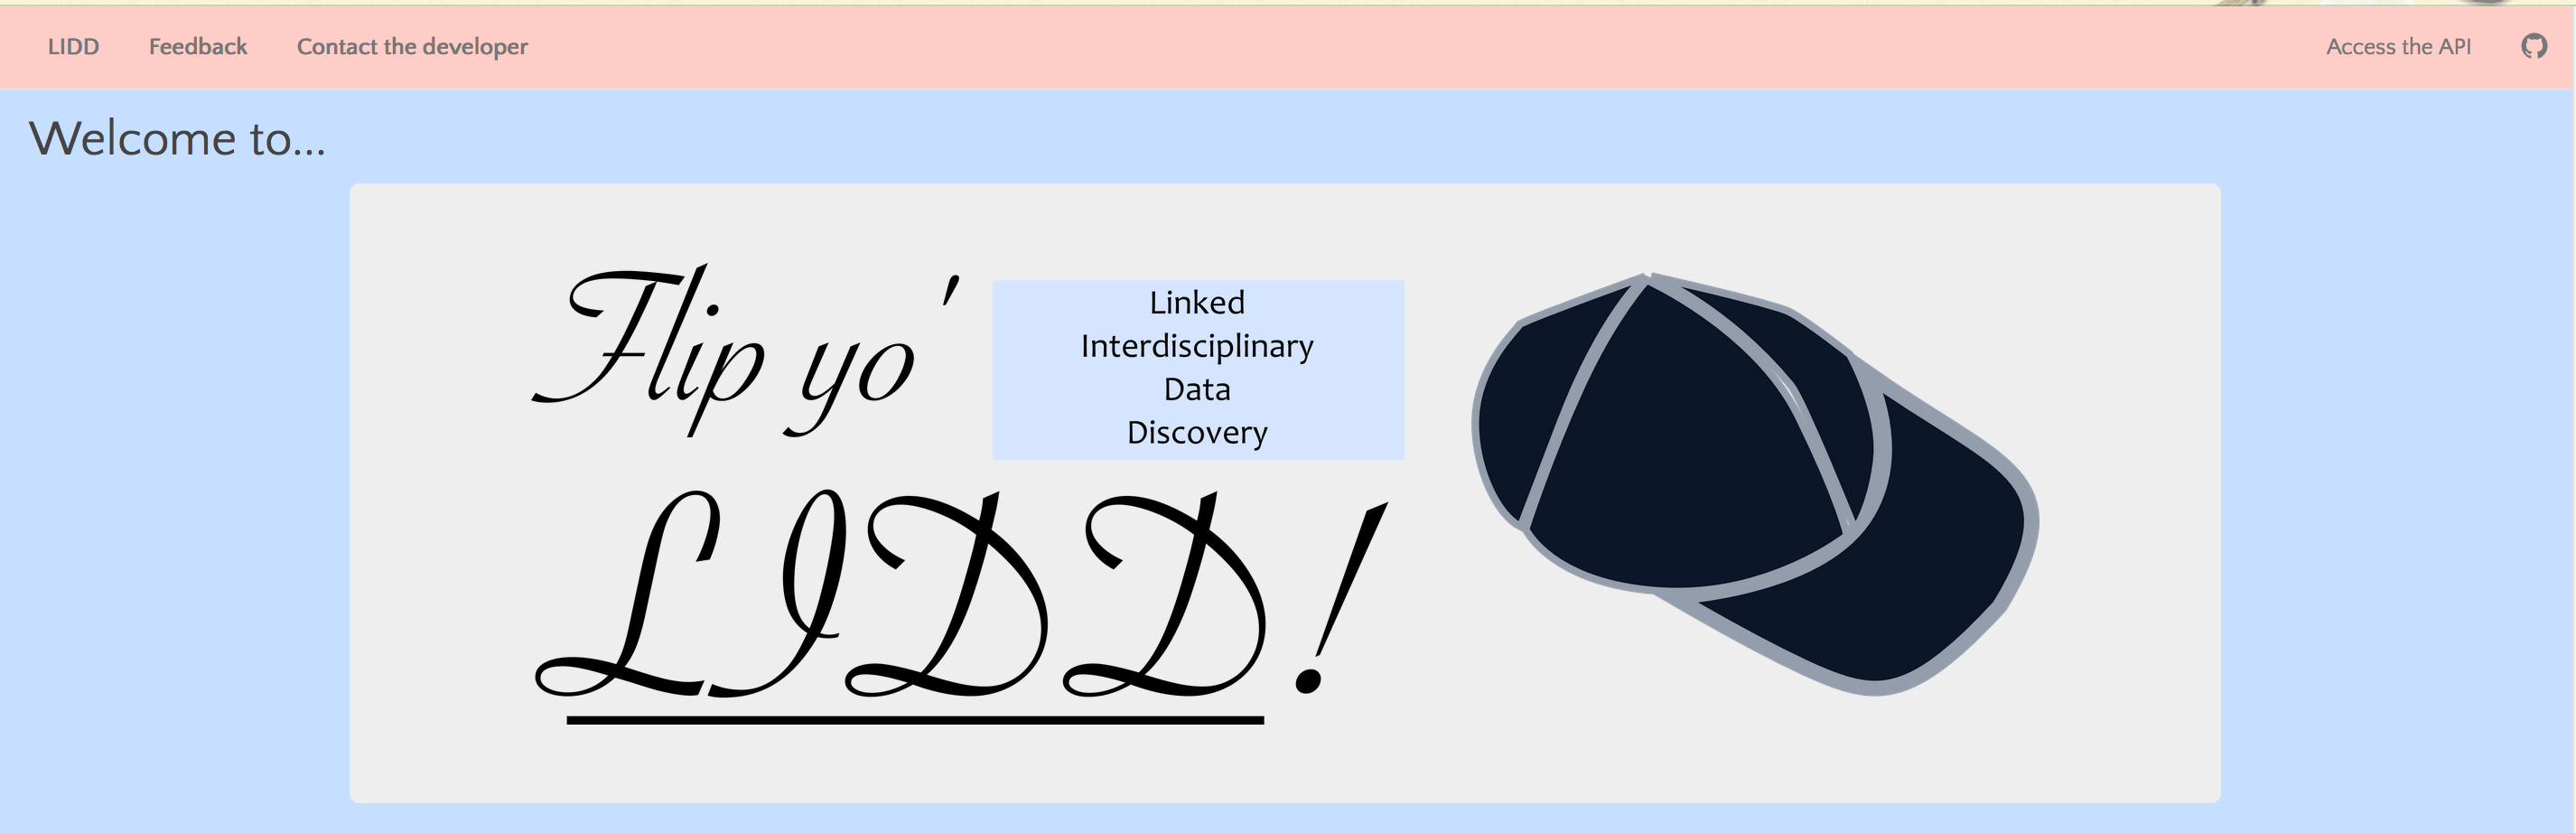 LIDD Feedback Contact the developer Access the API
Welcome to...
Flip yo'
Linked
Interdisciplinary
Data
Discovery
LIDD!